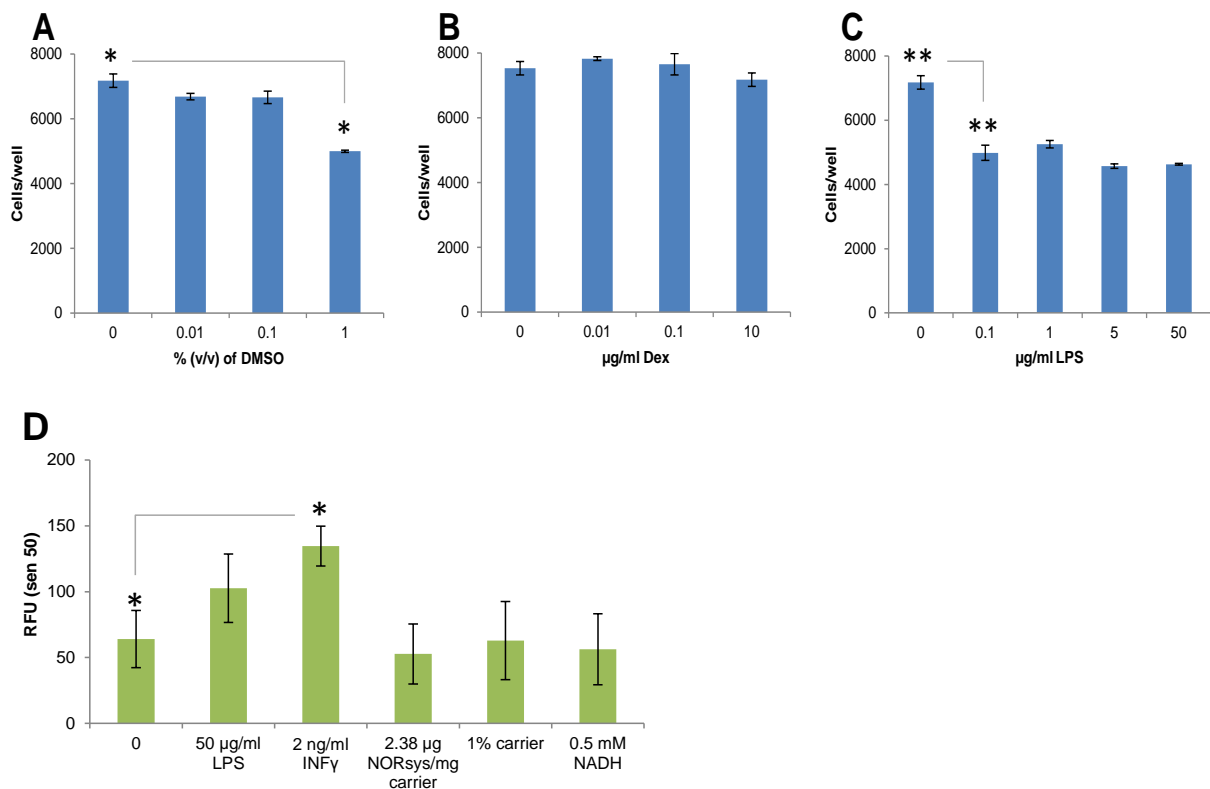 A
8000
6000
4000
2000
0
Cells/well
*
*
0 0.01 0.1 1
% (v/v) of DMSO
B
8000
6000
4000
2000
0
Cells/well
0 0.01 0.1 10
µg/ml Dex
C
8000
6000
4000
2000
0
Cells/well
**
**
0 0.1 1 5 50
µg/ml LPS
D
200
150
100
50
0
RFU (sen 50)
*
*
0
50 µg/ml
LPS
2 ng/ml
INFγ
2.38 µg
NORsys/mg
carrier
1% carrier
0.5 mM
NADH